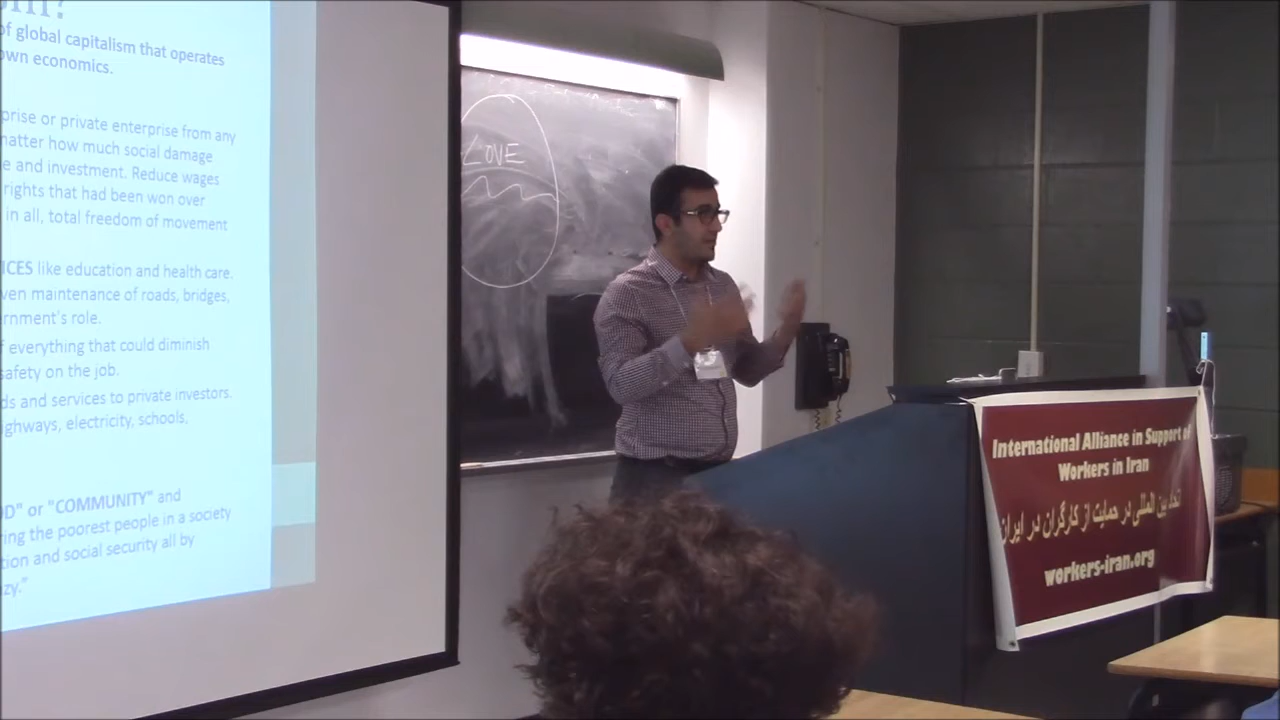 of global capitalism that operates
own economics.
prise or private enterprise from any
matter how much social damage
e and investment. Reduce wages
rights that had been won over
in all, total freedom of movement
ICES like education and health care.
ven maintenance of roads, bridges,
rnment's role.
f everything that could diminish
safety on the job.
ds and services to private investors.
ghways, electricity, schools,
OD" or "COMMUNITY" and
ring the poorest people in a society
tion and social security all by
zy."
LOVE
International Alliance in Support of
Workers in Iran
اتحاد بین المللی در حمایت از کارگران در ایران
workers-iran.org